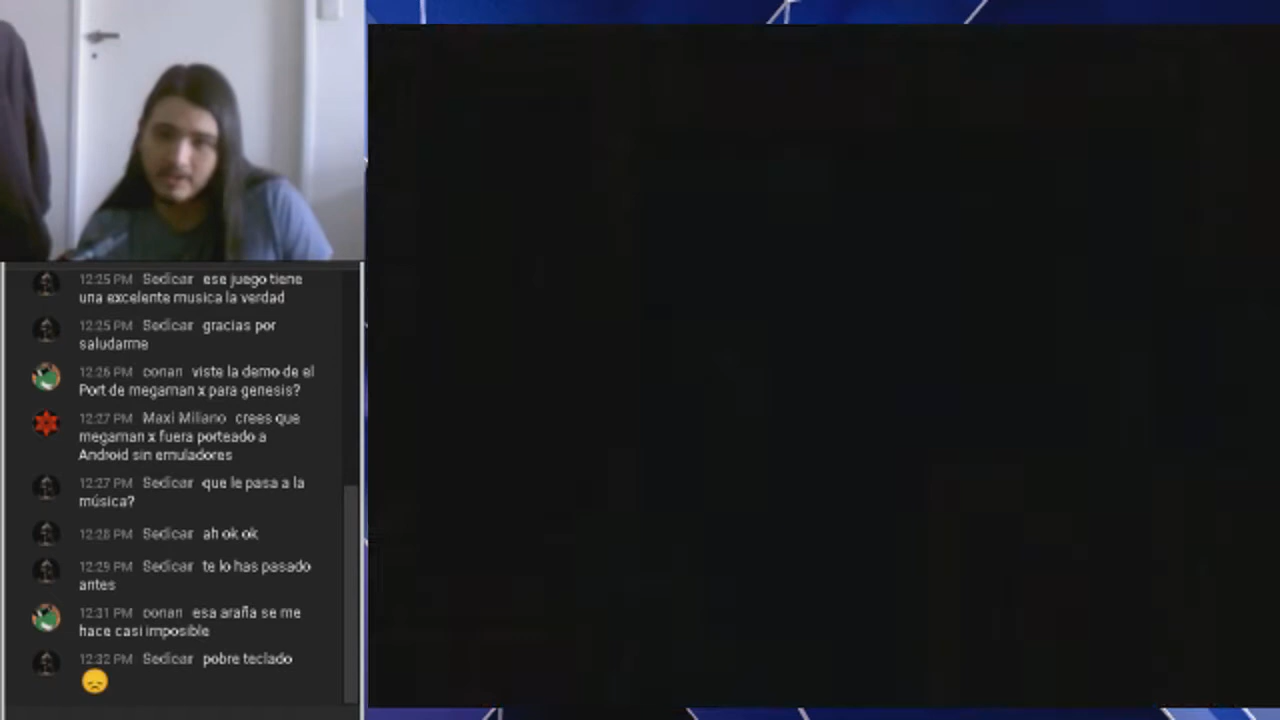 12:25 PM Sedicar ese juego tiene
una excelente musica la verdad
12:25 PM Sedicar gracias por
saludarme
12:26 PM conan viste la demo de el
Port de megaman x para genesis?
12:27 PM Maxi Miliano crees que
megaman x fuera porteado a
Android sin emuladores
12:27 PM Sedicar que le pasa a la
música?
12:28 PM Sedicar ah ok ok
12:29 PM Sedicar te lo has pasado
antes
12:31 PM conan esa araña se me
hace casi imposible
12:32 PM Sedicar pobre teclado